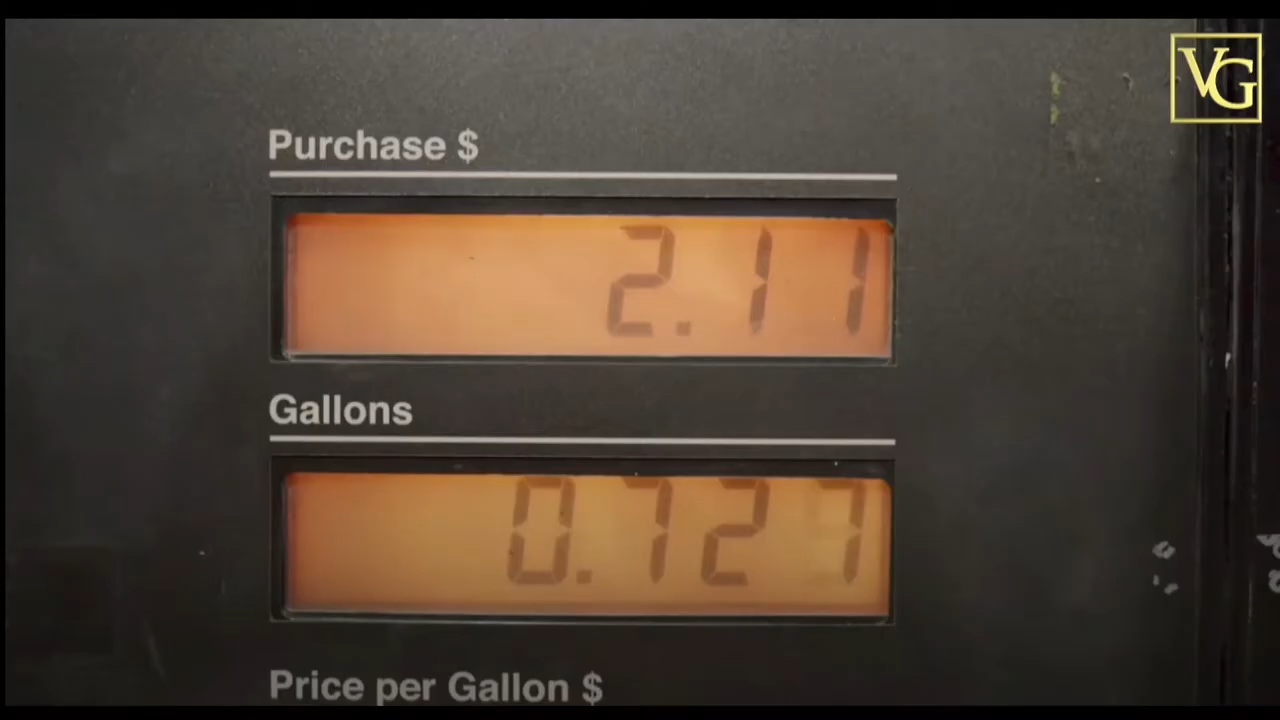 VG
Purchase $
2.11
Gallons
0.727
Price per Gallon $